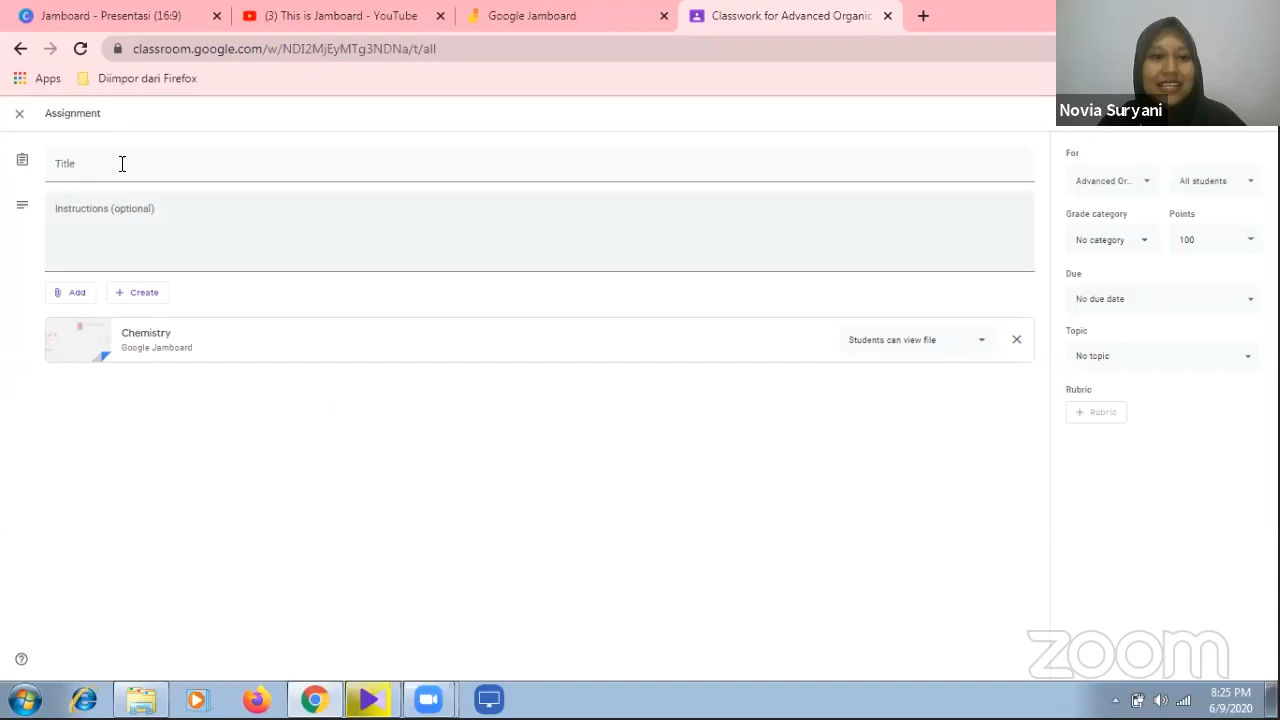 Jamboard - Presentasi (16:9)
(3) This is Jamboard - YouTube
Google Jamboard
Classwork for Advanced Organic
classroom.google.com/w/NDI2MjEyMTg3NDNa/t/all
Apps
Diimpor dari Firefox
Novia Suryani
Assignment
Title
Instructions (optional)
Add
Create
Chemistry
Google Jamboard
Students can view file
For
Advanced Or...
All students
Grade category
Points
No category
100
Due
No due date
Topic
No topic
Rubric
+ Rubric
zoom
8:25 PM
6/9/2020